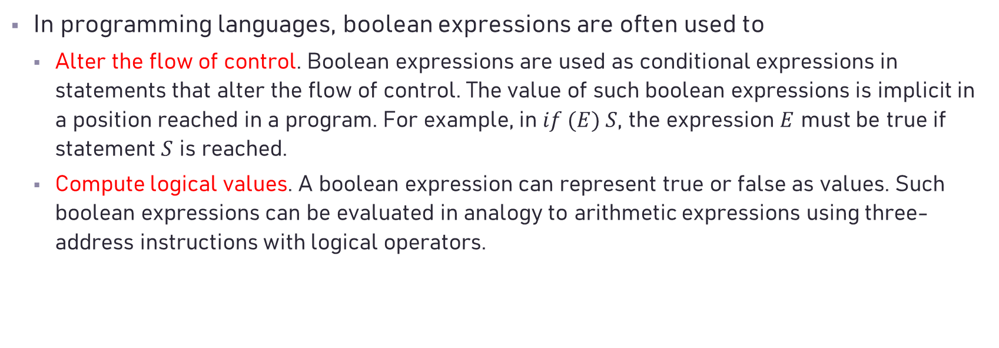 ▪ In programming languages, boolean expressions are often used to
▪ Alter the flow of control. Boolean expressions are used as conditional expressions in
statements that alter the flow of control. The value of such boolean expressions is implicit in
a position reached in a program. For example, in if (E) S, the expression E must be true if
statement S is reached.
▪ Compute logical values. A boolean expression can represent true or false as values. Such
boolean expressions can be evaluated in analogy to arithmetic expressions using three-
address instructions with logical operators.